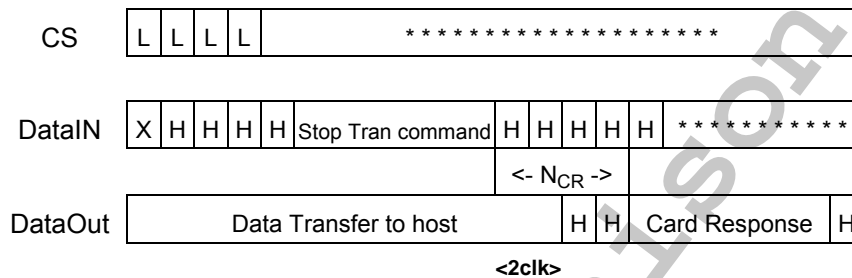 CS L L L L * * * * * * * * * * * * * * * * * * * *
DataIN X H H H H Stop Tran command H H H H H * * * * * * * * * * *
<- NCR ->
DataOut Data Transfer to host H H Card Response H
<2clk>